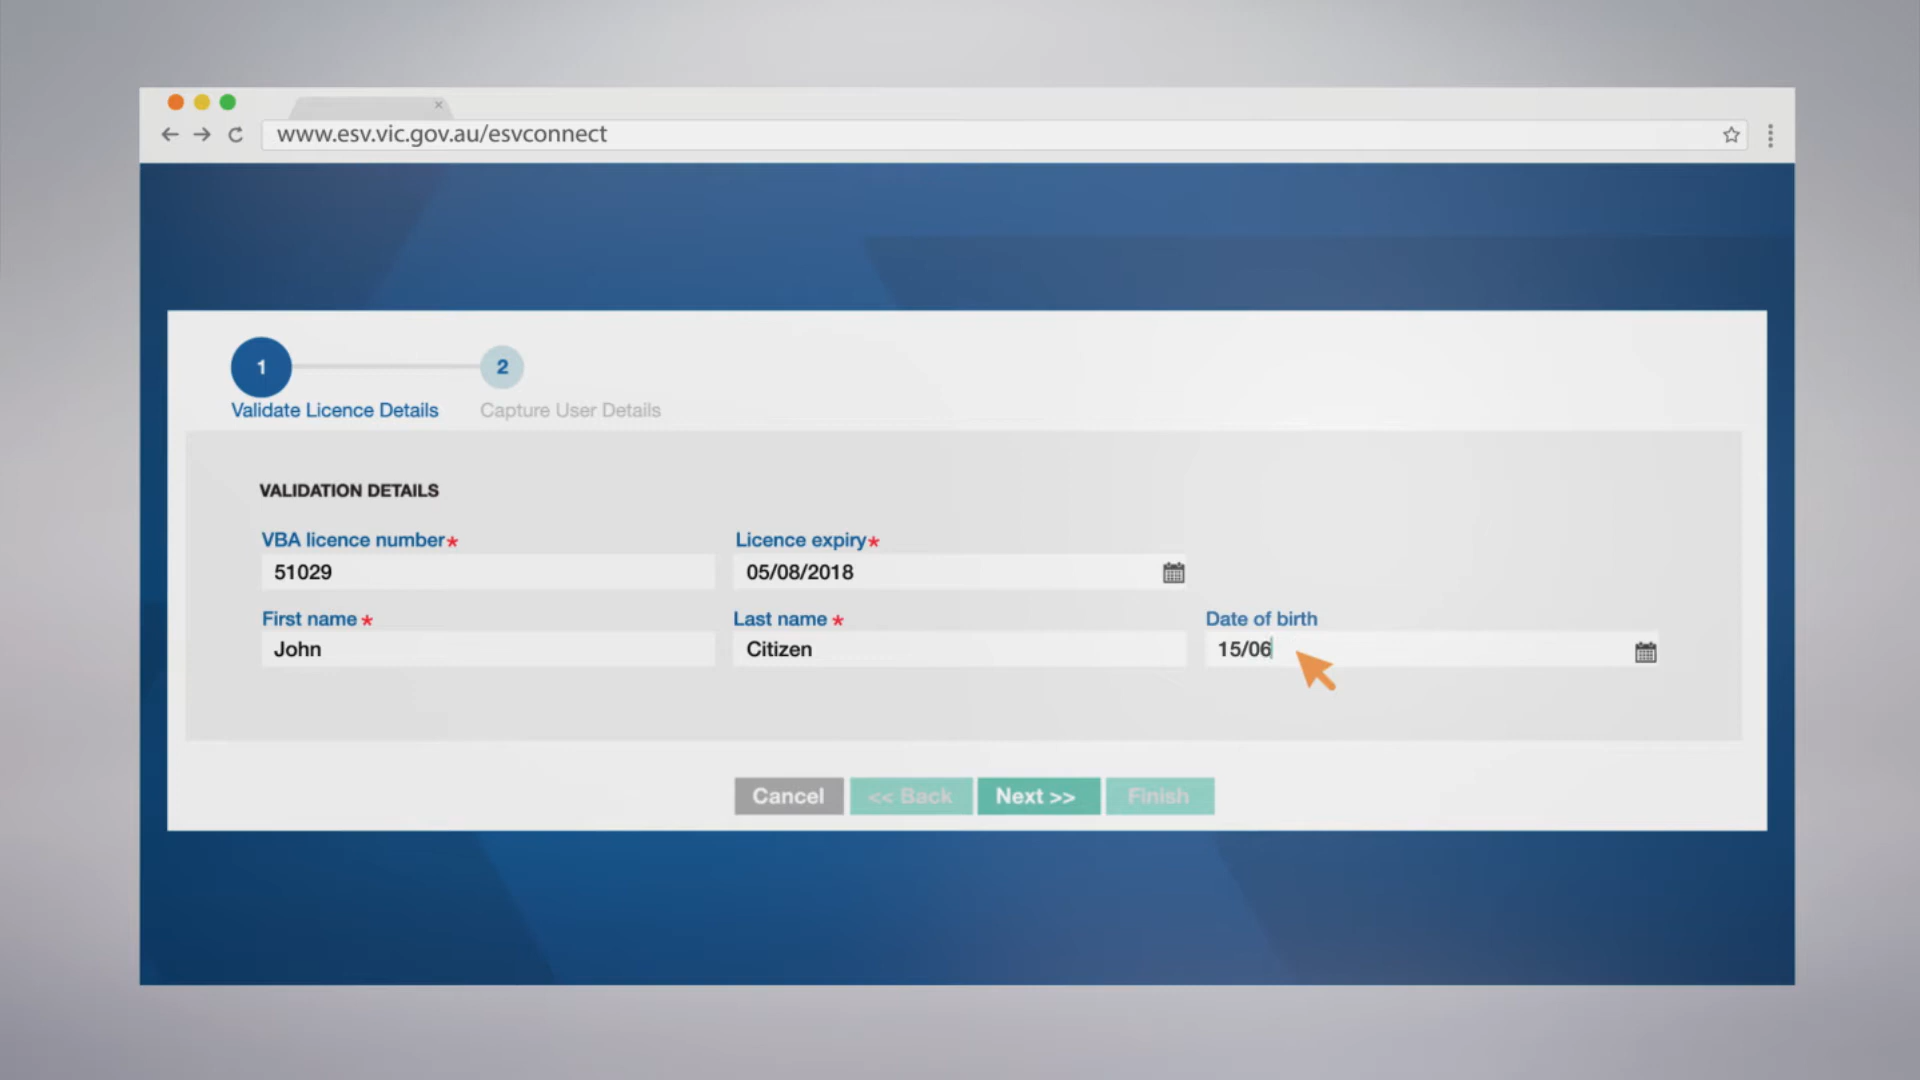 www.esv.vic.gov.au/esvconnect
1 2
Validate Licence Details Capture User Details
VALIDATION DETAILS
VBA licence number* Licence expiry*
51029 05/08/2018
First name * Last name * Date of birth
John Citizen 15/06
Cancel << Back Next >> Finish